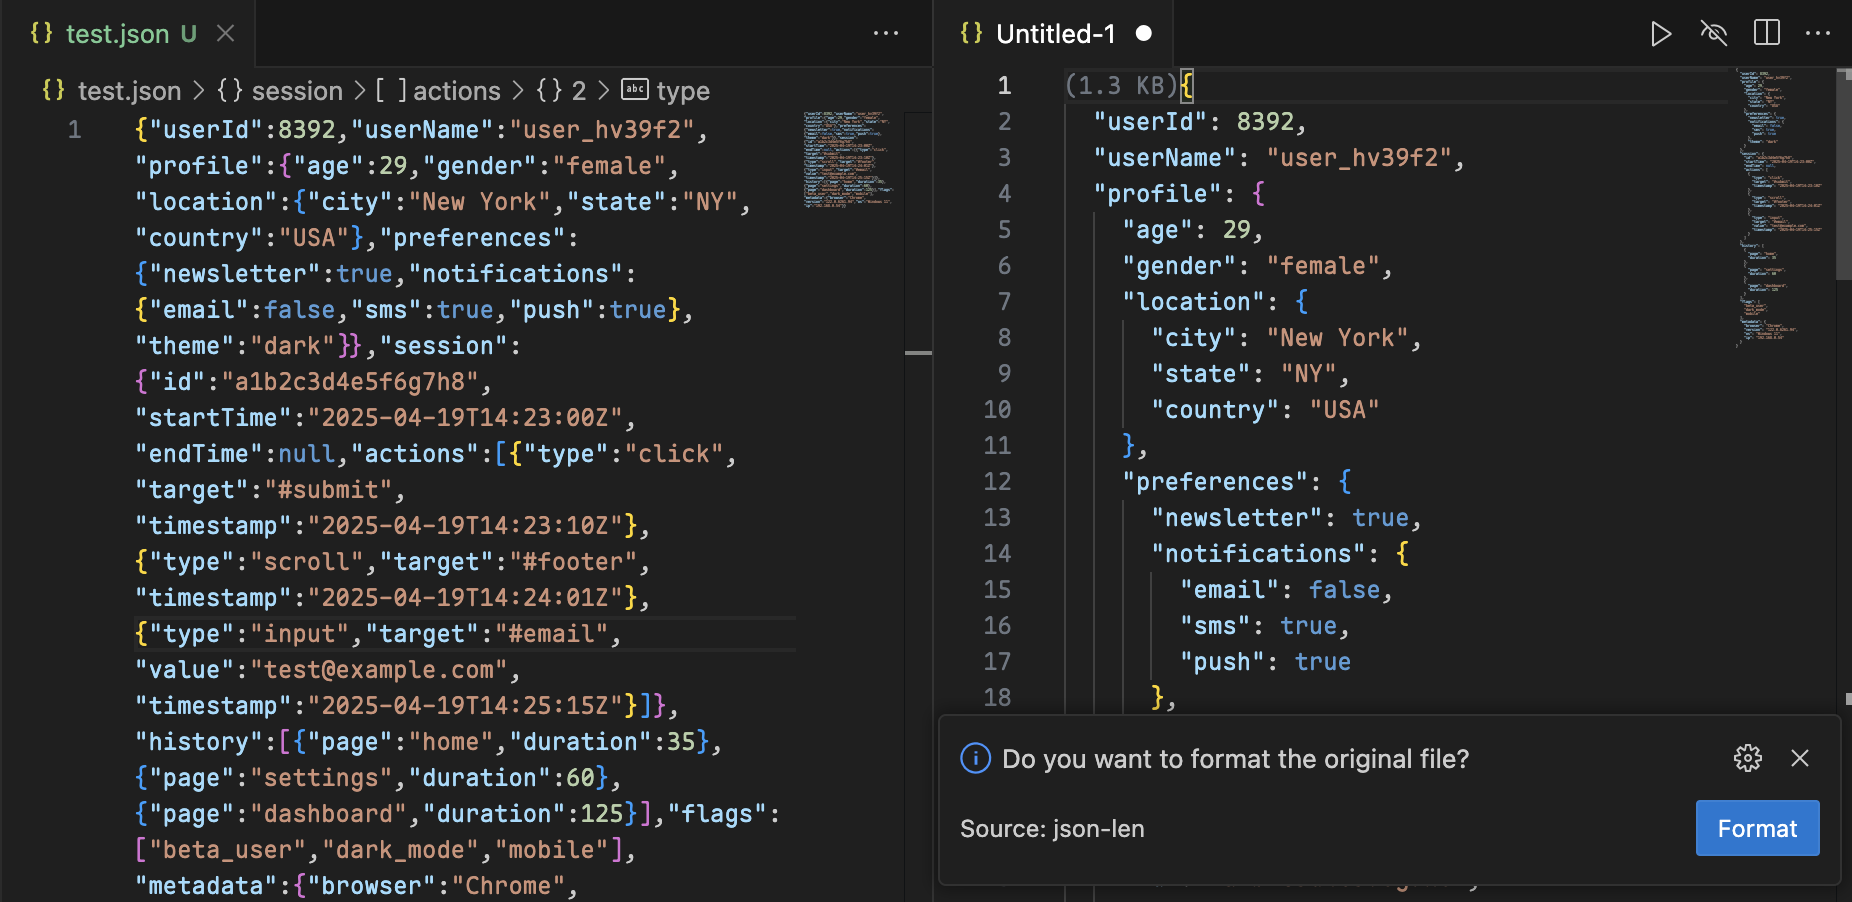 {} test.json U
{} test.json > {} session > [ ] actions > {} 2 > abc type
1 {"userId":8392,"userName":"user_hv39f2",
"profile":{"age":29,"gender":"female",
"location":{"city":"New York","state":"NY",
"country":"USA"},"preferences":
{"newsletter":true,"notifications":
{"email":false,"sms":true,"push":true},
"theme":"dark"}},"session":
{"id":"a1b2c3d4e5f6g7h8",
"startTime":"2025-04-19T14:23:00Z",
"endTime":null,"actions":[{"type":"click",
"target":"#submit",
"timestamp":"2025-04-19T14:23:10Z"},
{"type":"scroll","target":"#footer",
"timestamp":"2025-04-19T14:24:01Z"},
{"type":"input","target":"#email",
"value":"test@example.com",
"timestamp":"2025-04-19T14:25:15Z"}]},
"history":[{"page":"home","duration":35},
{"page":"settings","duration":60},
{"page":"dashboard","duration":125}],"flags":
["beta_user","dark_mode","mobile"],
"metadata":{"browser":"Chrome",
{} Untitled-1
1 (1.3 KB){
2 "userId": 8392,
3 "userName": "user_hv39f2",
4 "profile": {
5 "age": 29,
6 "gender": "female",
7 "location": {
8 "city": "New York",
9 "state": "NY",
10 "country": "USA"
11 },
12 "preferences": {
13 "newsletter": true,
14 "notifications": {
15 "email": false,
16 "sms": true,
17 "push": true
18 },
Do you want to format the original file?
Source: json-len
Format